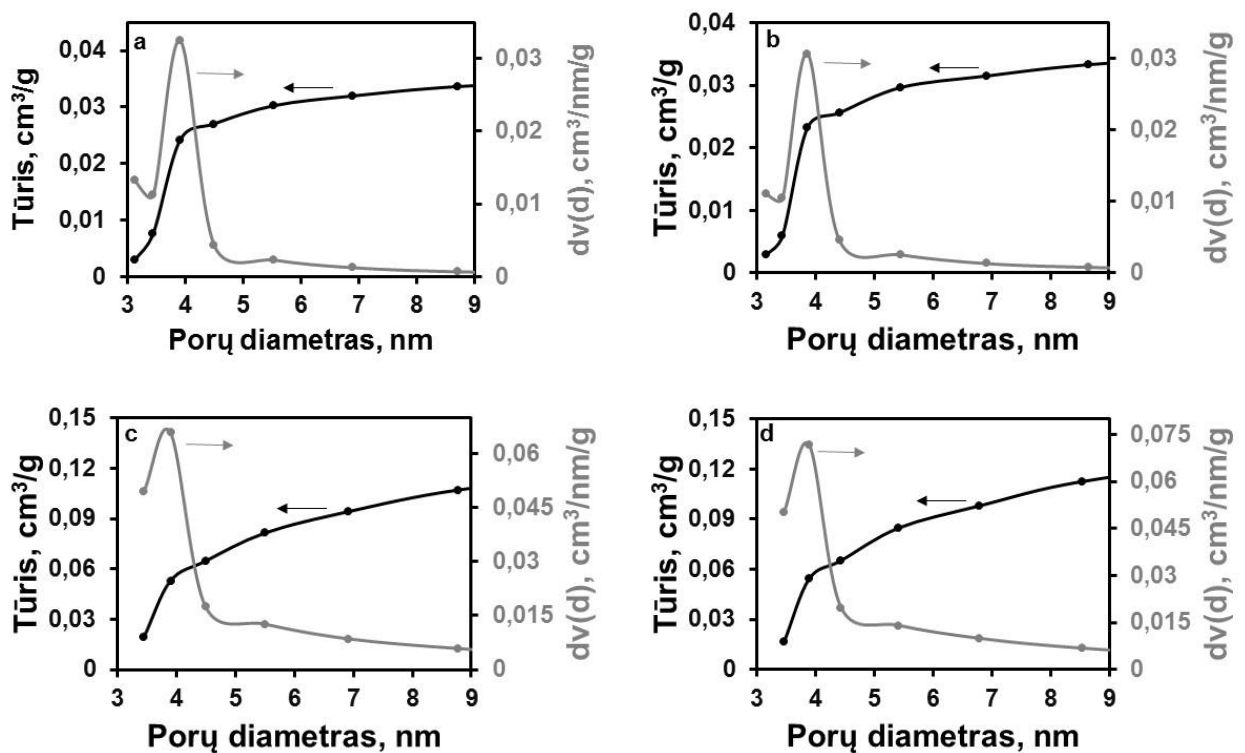 a
Tūris, cm³/g
0,04
0,03
0,02
0,01
0
0,03
0,02
0,01
0
dv(d), cm³/nm/g
3 4 5 6 7 8 9
Porų diametras, nm
b
Tūris, cm³/g
0,04
0,03
0,02
0,01
0
0,03
0,02
0,01
0
dv(d), cm³/nm/g
3 4 5 6 7 8 9
Porų diametras, nm
c
Tūris, cm³/g
0,15
0,12
0,09
0,06
0,03
0
0,06
0,045
0,03
0,015
0
dv(d), cm³/nm/g
3 4 5 6 7 8 9
Porų diametras, nm
d
Tūris, cm³/g
0,15
0,12
0,09
0,06
0,03
0
0,075
0,06
0,045
0,03
0,015
0
dv(d), cm³/nm/g
3 4 5 6 7 8 9
Porų diametras, nm